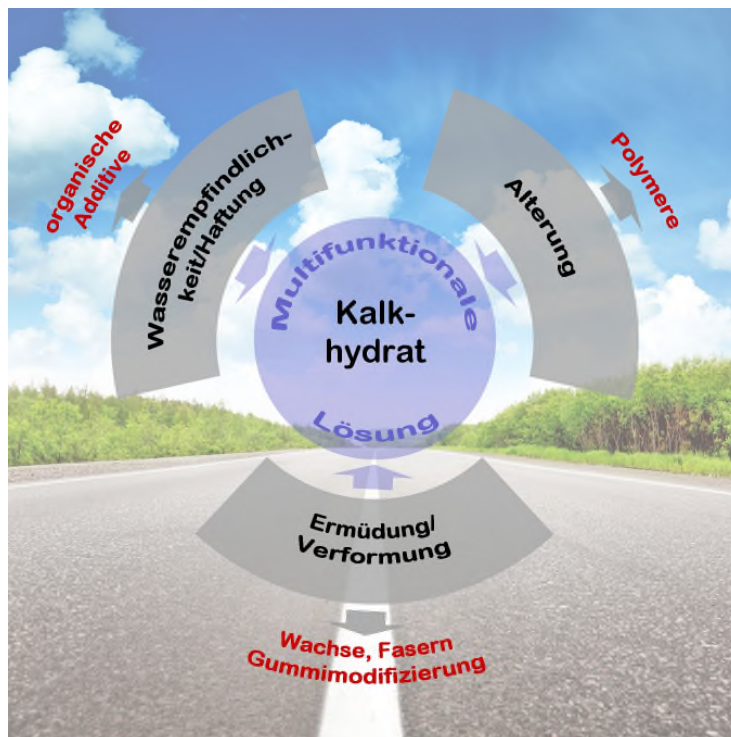 organische
Additive
Wasserempfindlich-
keit/Haftung
Polymere
Alterung
Multifunktionale
Kalk-
hydrat
Lösung
Ermüdung/
Verformung
Wachse, Fasern
Gummimodifizierung